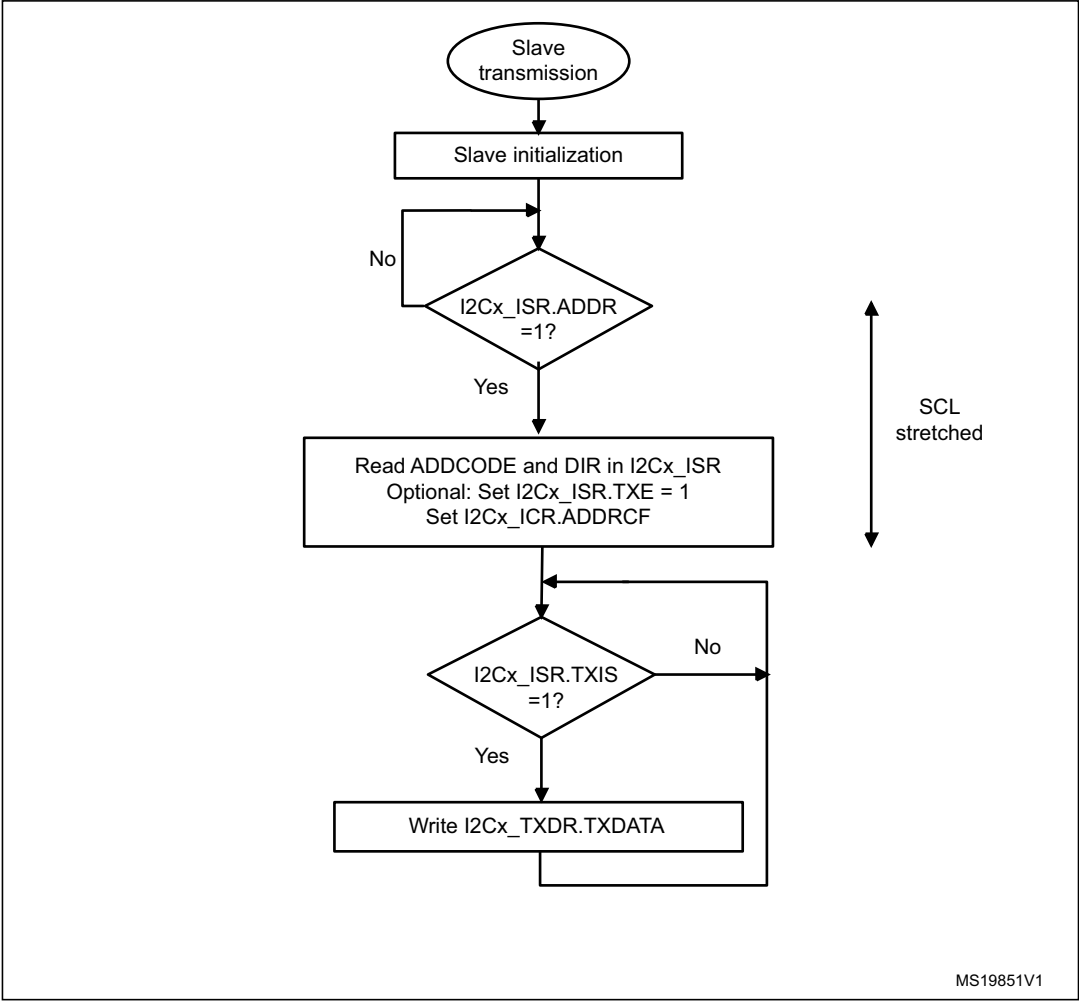 Slave
transmission
Slave initialization
No
I2Cx_ISR.ADDR
=1?
Yes
SCL
stretched
Read ADDCODE and DIR in I2Cx_ISR
Optional: Set I2Cx_ISR.TXE = 1
Set I2Cx_ICR.ADDRCF
No
I2Cx_ISR.TXIS
=1?
Yes
Write I2Cx_TXDR.TXDATA
MS19851V1